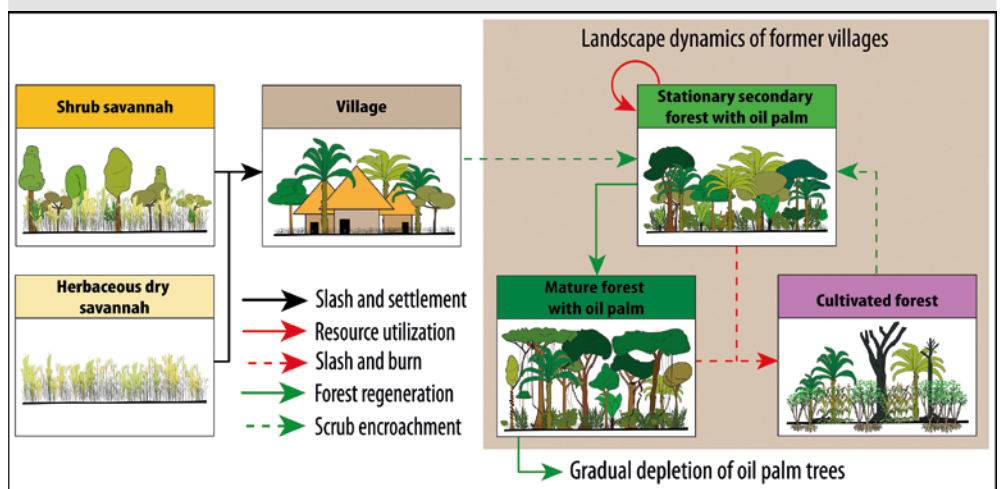 Landscape dynamics of former villages
Shrub savannah
Village
Stationary secondary
forest with oil palm
Herbaceous dry
savannah
Mature forest
with oil palm
Cultivated forest
Slash and settlement
Resource utilization
Slash and burn
Forest regeneration
Scrub encroachment
Gradual depletion of oil palm trees